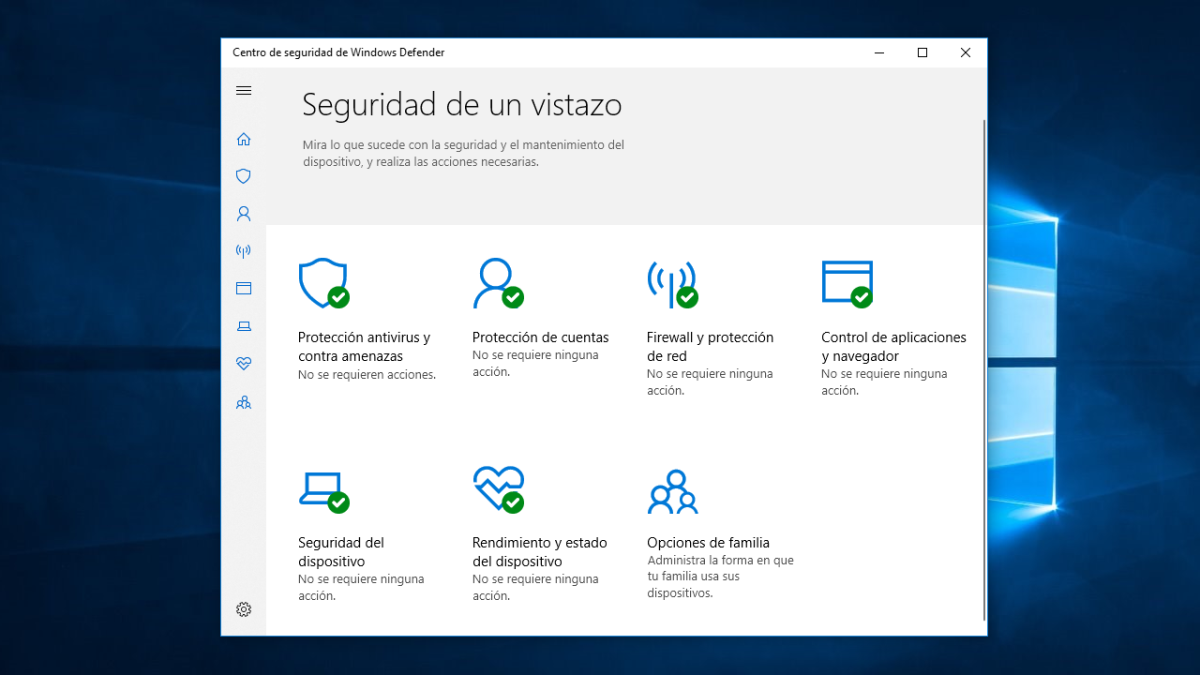 Centro de seguridad de Windows Defender
Seguridad de un vistazo
Mira lo que sucede con la seguridad y el mantenimiento del
dispositivo, y realiza las acciones necesarias.
Protección antivirus y
contra amenazas
No se requieren acciones.
Protección de cuentas
No se requiere ninguna
acción.
Firewall y protección
de red
No se requiere ninguna
acción.
Control de aplicaciones
y navegador
No se requiere ninguna
acción.
Seguridad del
dispositivo
No se requiere ninguna
acción.
Rendimiento y estado
del dispositivo
No se requiere ninguna
acción.
Opciones de familia
Administra la forma en que
tu familia usa sus
dispositivos.